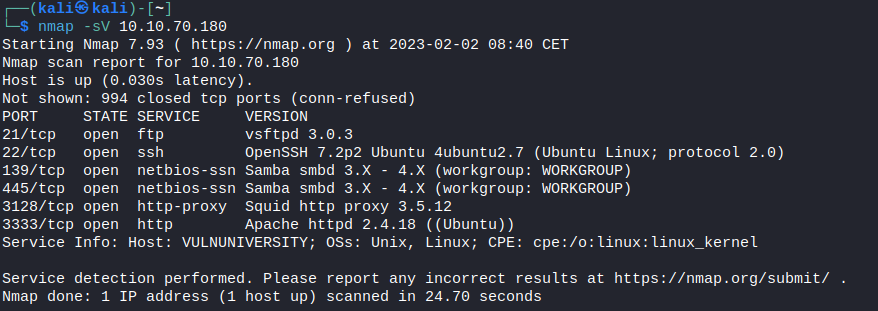 ┌──(kali㉿kali)-[~]
└─$ nmap -sV 10.10.70.180
Starting Nmap 7.93 ( https://nmap.org ) at 2023-02-02 08:40 CET
Nmap scan report for 10.10.70.180
Host is up (0.030s latency).
Not shown: 994 closed tcp ports (conn-refused)
PORT     STATE SERVICE     VERSION
21/tcp   open  ftp         vsftpd 3.0.3
22/tcp   open  ssh         OpenSSH 7.2p2 Ubuntu 4ubuntu2.7 (Ubuntu Linux; protocol 2.0)
139/tcp  open  netbios-ssn Samba smbd 3.X - 4.X (workgroup: WORKGROUP)
445/tcp  open  netbios-ssn Samba smbd 3.X - 4.X (workgroup: WORKGROUP)
3128/tcp open  http-proxy  Squid http proxy 3.5.12
3333/tcp open  http        Apache httpd 2.4.18 ((Ubuntu))
Service Info: Host: VULNUNIVERSITY; OSs: Unix, Linux; CPE: cpe:/o:linux:linux_kernel

Service detection performed. Please report any incorrect results at https://nmap.org/submit/ .
Nmap done: 1 IP address (1 host up) scanned in 24.70 seconds